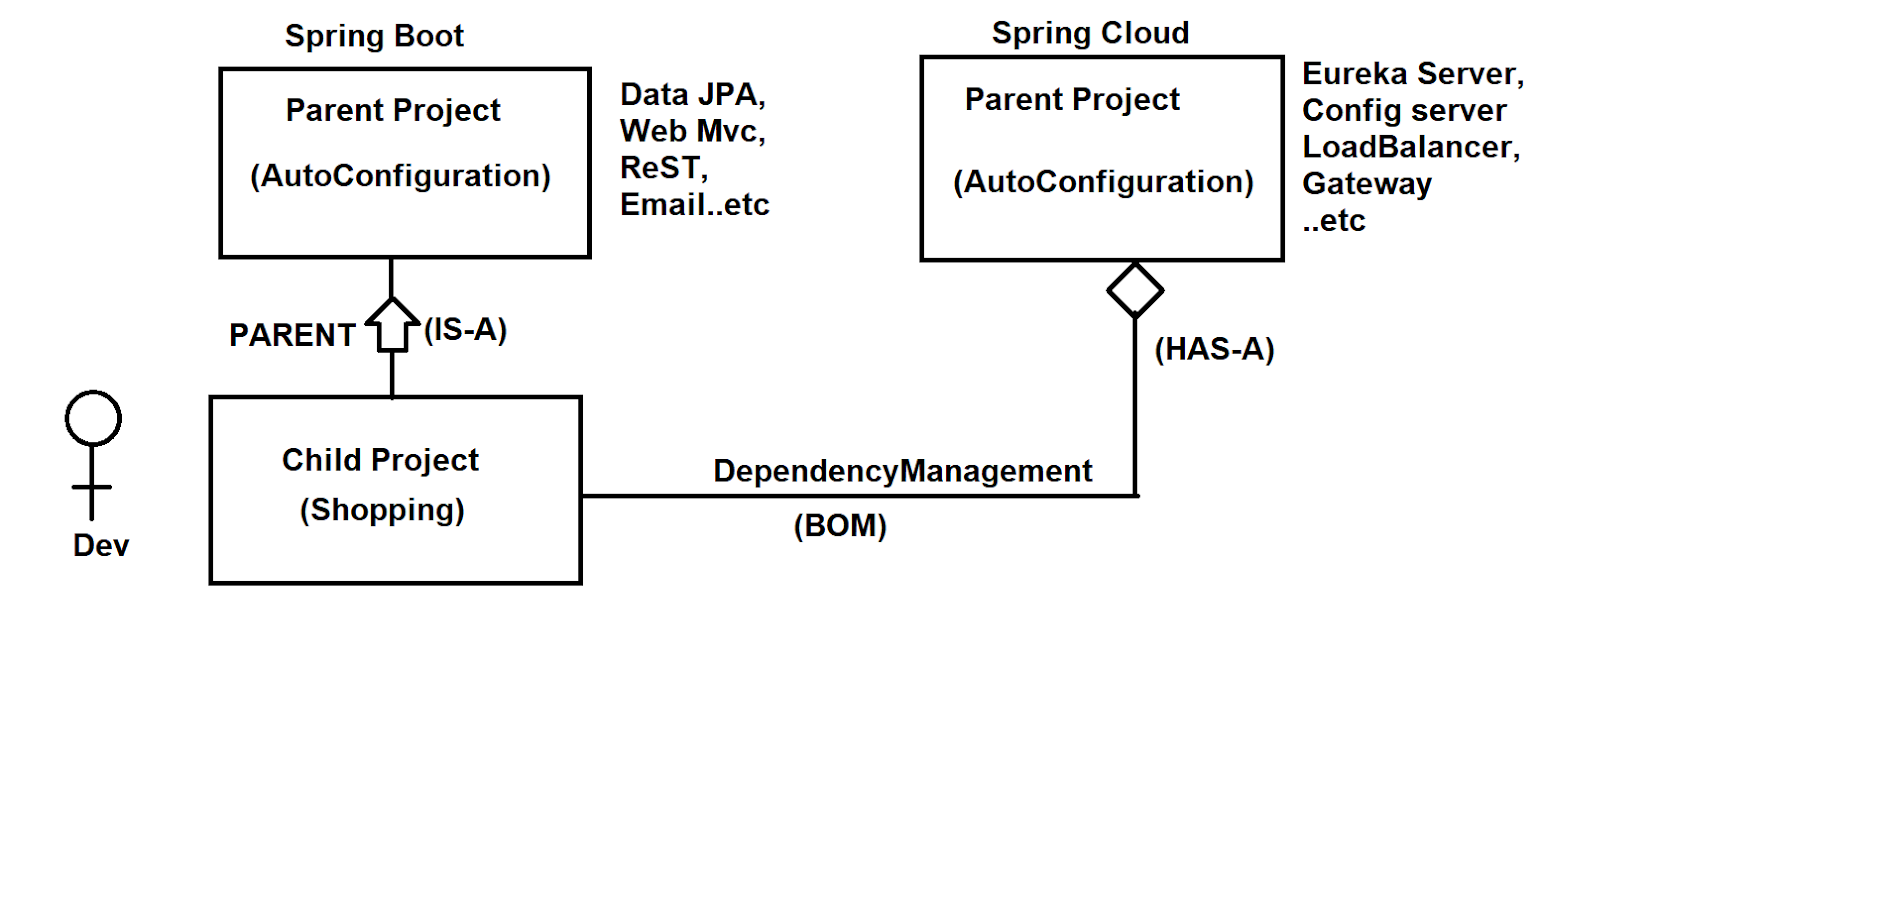 Spring Boot
Parent Project
(AutoConfiguration)
Data JPA,
Web Mvc,
ReST,
Email..etc
Spring Cloud
Parent Project
(AutoConfiguration)
Eureka Server,
Config server
LoadBalancer,
Gateway
..etc
PARENT
(IS-A)
(HAS-A)
Child Project
(Shopping)
DependencyManagement
(BOM)
Dev